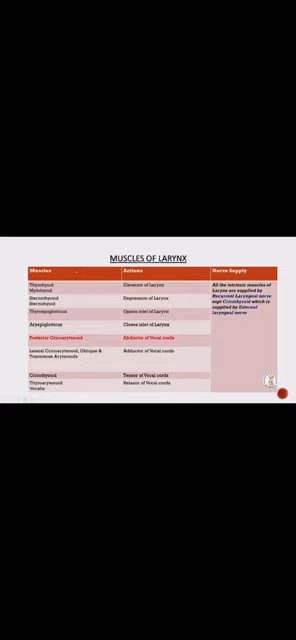 MUSCLES OF LARYNX
Muscles Actions Nerve Supply
Thyrohyoid
Mylohyoid
Elevation of Larynx
All the intrinsic muscles of
Larynx are supplied by
Recurrent Laryngeal nerve
expt Cricithyroid which is
supplied by External
laryngeal nerve
Sternothyroid
Sternohyoid
Depression of Larynx
Thyroepiglotticus Opens inlet of Larynx
Aryepiglotticus Closes inlet of Larynx
Posterior Cricoarytenoid Abductor of Vocal cords
Lateral Cricoarytenoid, Oblique &
Transverse Arytenoids
Adductor of Vocal cords
Cricothyroid Tensor of Vocal cords
Thyroarytenoid
Vocalis
Relaxor of Vocal cords